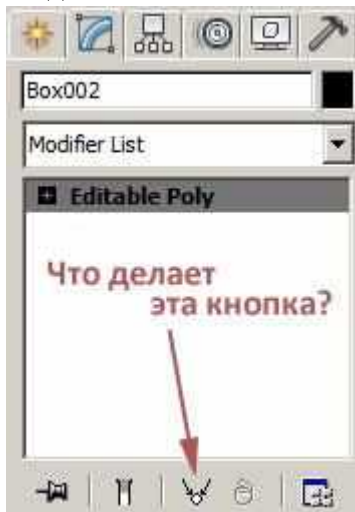 Box002
Modifier List
Editable Poly
Что делает
эта кнопка?